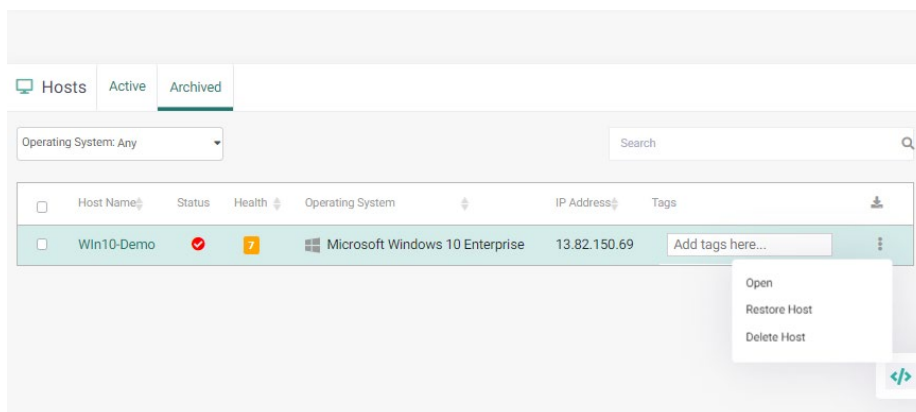 Hosts Active Archived
Operating System: Any
Search
Host Name Status Health Operating System IP Address Tags
WIn10-Demo 7 Microsoft Windows 10 Enterprise 13.82.150.69 Add tags here...
Open
Restore Host
Delete Host
</>